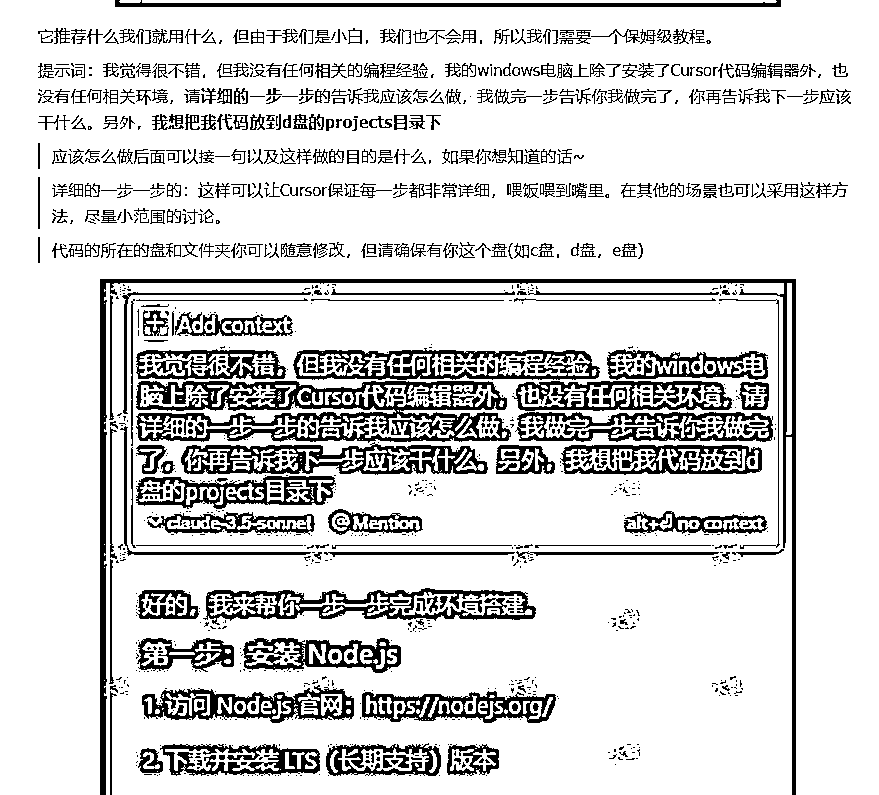 它推荐什么我们就用什么，但由于我们是小白，我们也不会用，所以我们需要一个保姆级教程。
提示词：我觉得很不错，但我没有任何相关的编程经验，我的windows电脑上除了安装了Cursor代码编辑器外，也
没有任何相关环境，请详细的一步一步的告诉我应该怎么做，我做完一步告诉你我做完了，你再告诉我下一步应该
干什么。另外，我想把我代码放到d盘的projects目录下
应该怎么做后面可以接一句以及这样做的目的是什么，如果你想知道的话~
详细的一步一步的：这样可以让Cursor保证每一步都非常详细，喂饭喂到嘴里。在其他的场景也可以采用这样方
法，尽量小范围的讨论。
代码的所在的盘和文件夹你可以随意修改，但请确保有你这个盘(如c盘，d盘，e盘)
Add context
我觉得很不错，但我没有任何相关的编程经验，我的windows电
脑上除了安装了Cursor代码编辑器外，也没有任何相关环境，请
详细的一步一步的告诉我应该怎么做，我做完一步告诉你我做完
了，你再告诉我下一步应该干什么。另外，我想把我代码放到d
盘的projects目录下
claude-3.5-sonnet @ Mention alt+⏎ no context
好的，我来帮你一步一步完成环境搭建。
第一步：安装 Node.js
1. 访问 Node.js 官网：https://nodejs.org/
2. 下载并安装 LTS（长期支持）版本